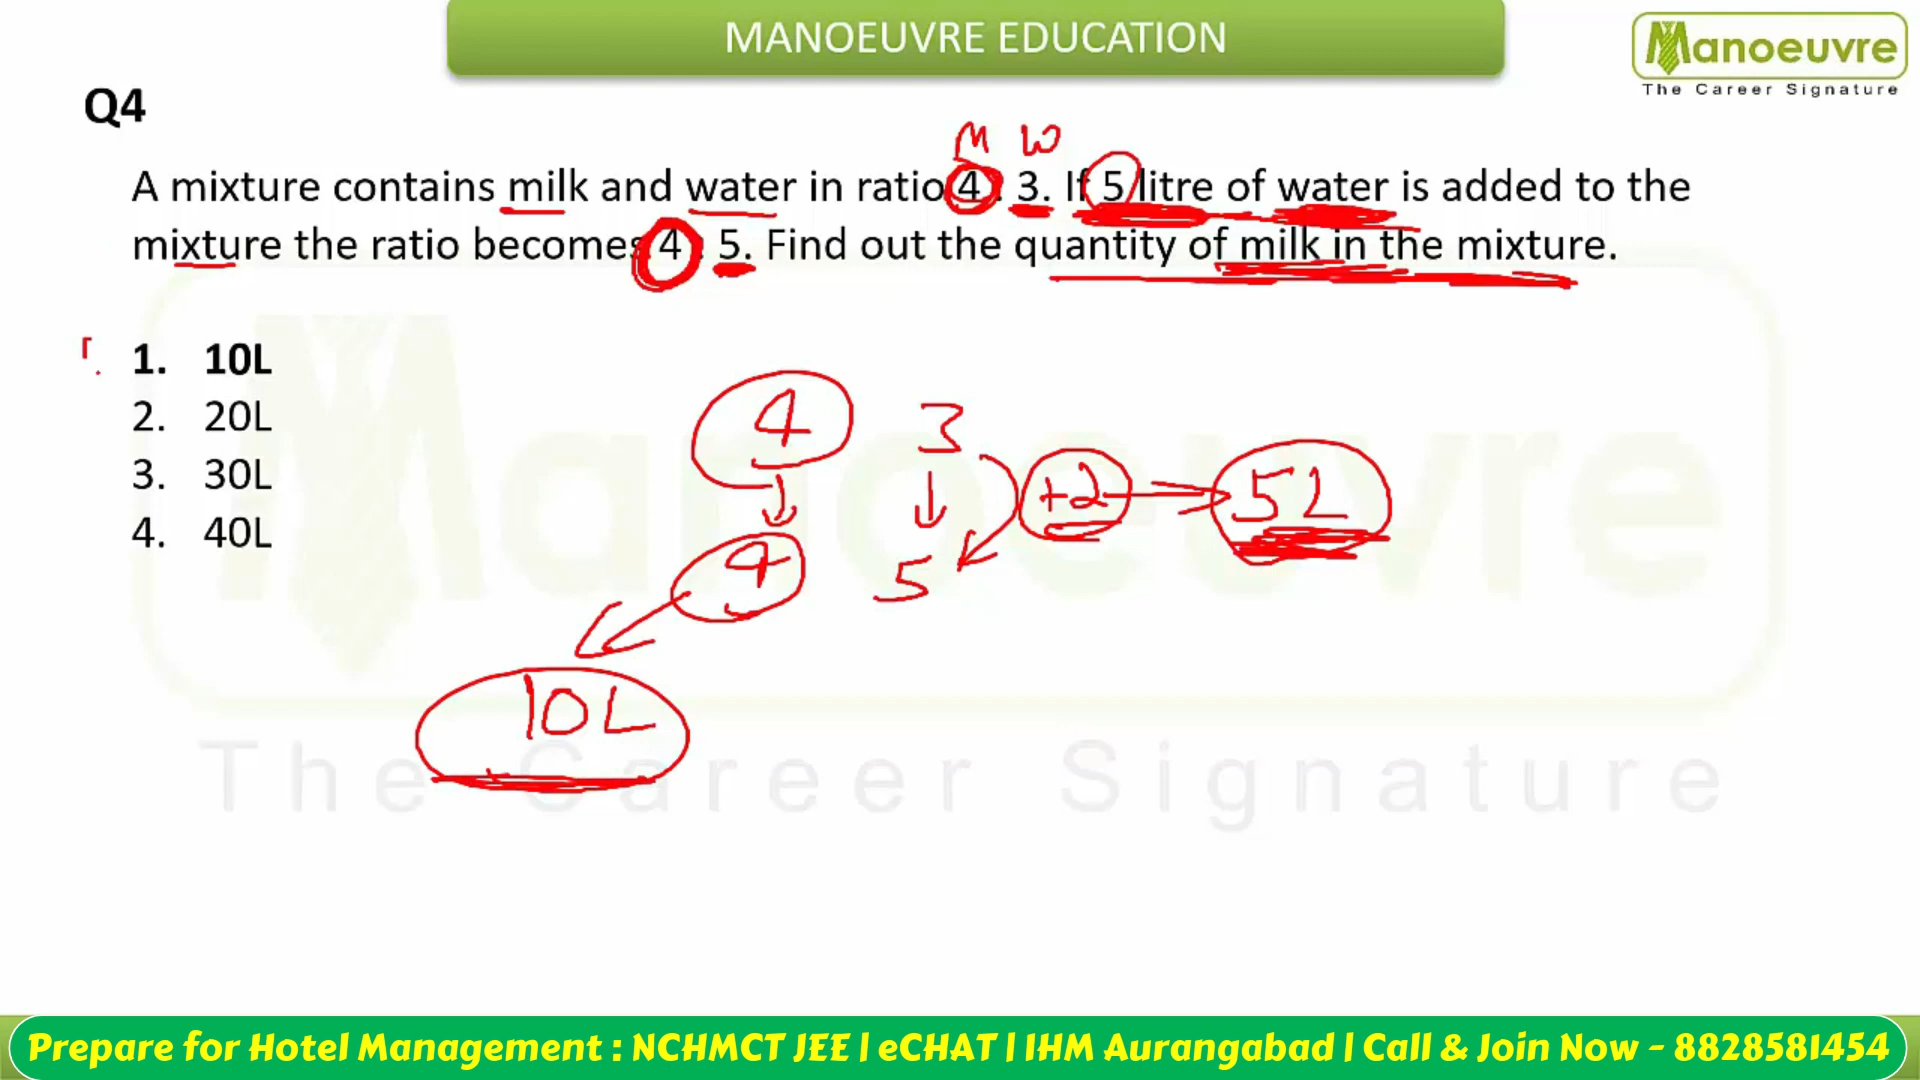 MANOEUVRE EDUCATION
Manoeuvre
The Career Signature
Q4
M W
A mixture contains milk and water in ratio 4 : 3. If 5 litre of water is added to the
mixture the ratio becomes 4 : 5. Find out the quantity of milk in the mixture.
1. 10L
2. 20L
3. 30L
4. 40L
4 3
+2 5L
4 5
10L
Manoeuvre
The Career Signature
Prepare for Hotel Management : NCHMCT JEE | eCHAT | IHM Aurangabad | Call & Join Now - 8828581454